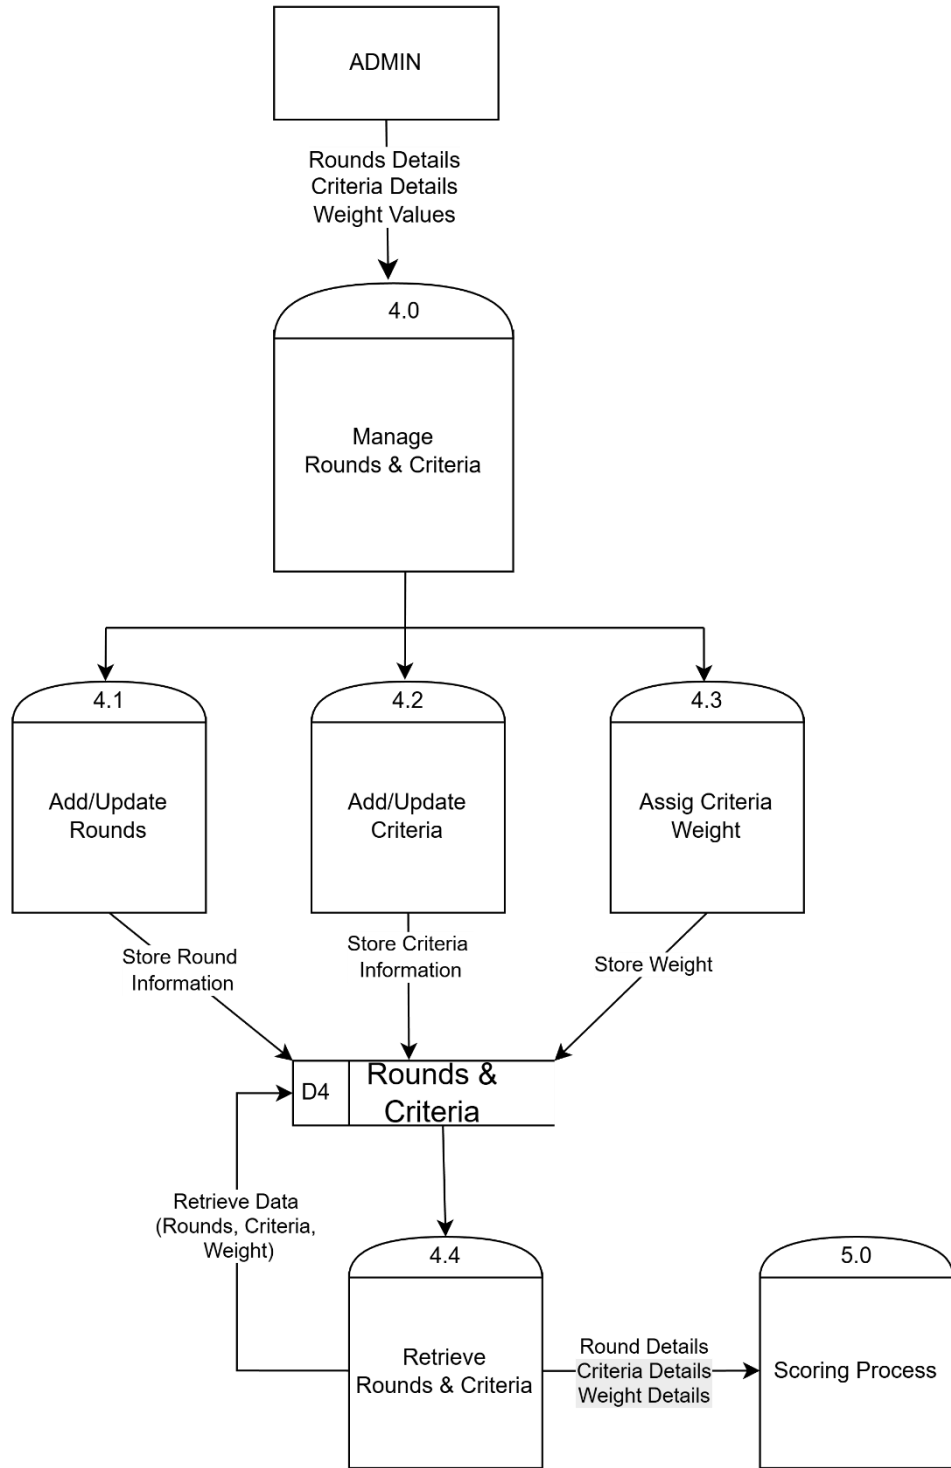 ADMIN
Rounds Details
Criteria Details
Weight Values
4.0
Manage
Rounds & Criteria
4.1
Add/Update
Rounds
4.2
Add/Update
Criteria
4.3
Assig Criteria
Weight
Store Round
Information
Store Criteria
Information
Store Weight
D4
Rounds &
Criteria
Retrieve Data
(Rounds, Criteria,
Weight)
4.4
Retrieve
Rounds & Criteria
Round Details
Criteria Details
Weight Details
5.0
Scoring Process